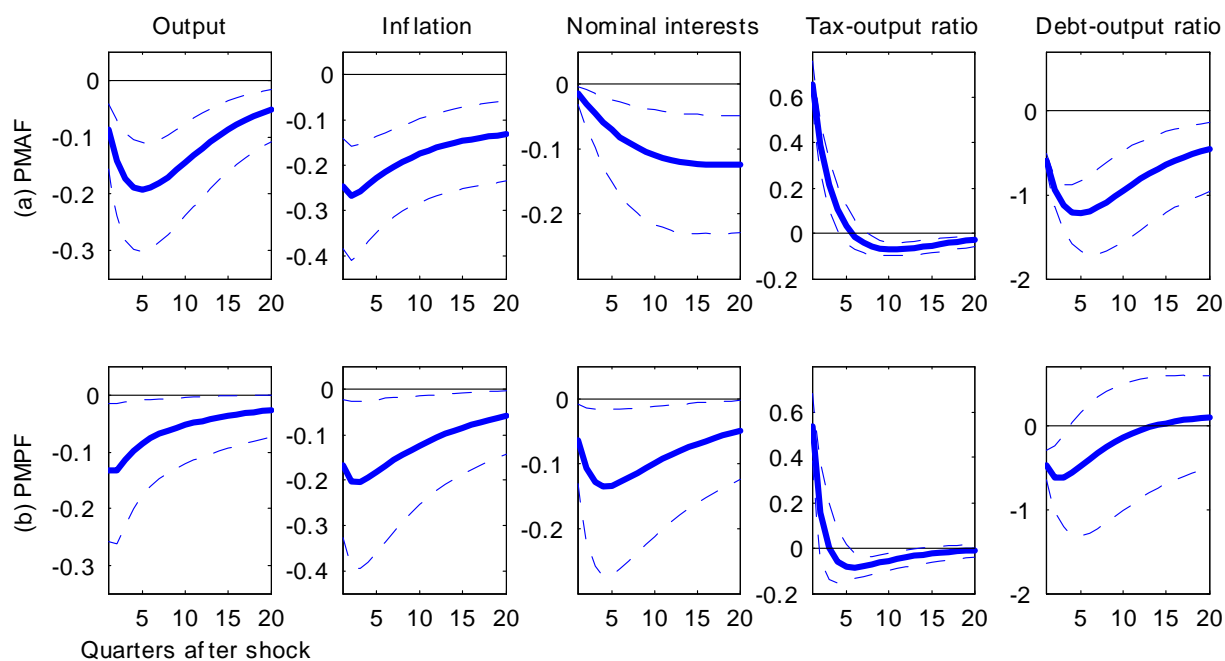 Output Inflation Nominal interests Tax-output ratio Debt-output ratio
(a) PMAF
0 -0.1 -0.2 -0.3
0 -0.1 -0.2 -0.3 -0.4
0 -0.1 -0.2
0.6 0.4 0.2 0 -0.2
0 -1 -2
5 10 15 20 5 10 15 20 5 10 15 20 5 10 15 20 5 10 15 20
(b) PMPF
0 -0.1 -0.2 -0.3
0 -0.1 -0.2 -0.3 -0.4
0 -0.1 -0.2
0.6 0.4 0.2 0 -0.2
0 -1 -2
5 10 15 20 5 10 15 20 5 10 15 20 5 10 15 20 5 10 15 20
Quarters after shock